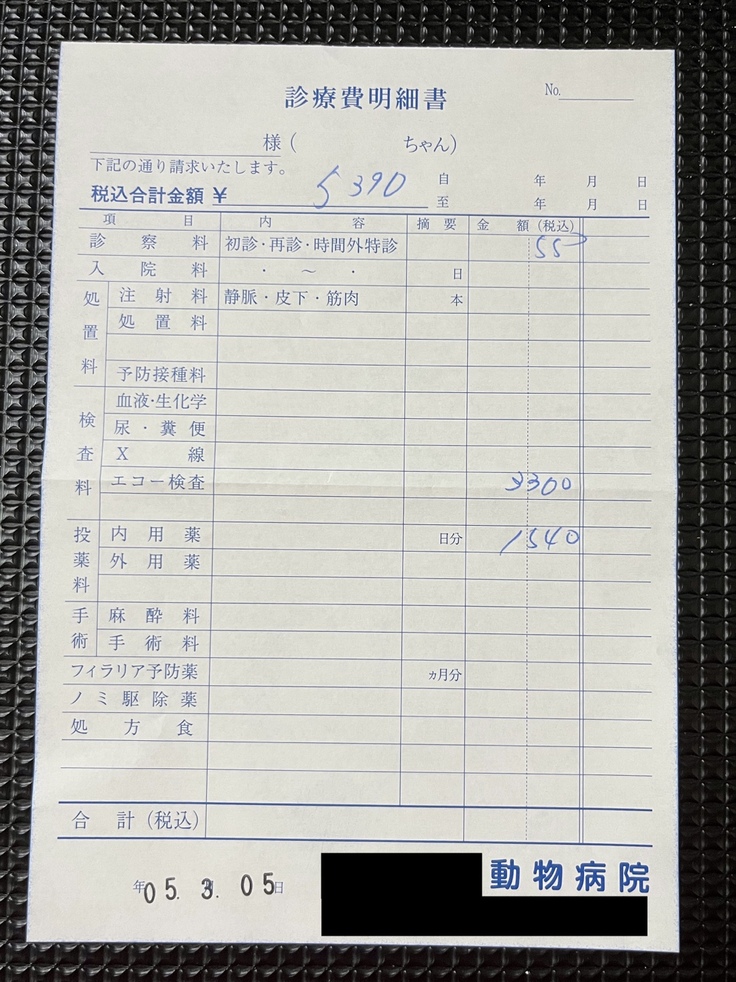 診療費明細書
No.
様( ちゃん)
下記の通り請求いたします。
税込合計金額 ¥ 5390
自 年 月 日
至 年 月 日
項 目 内 容 摘 要 金 額(税込)
診 察 料 初診・再診・時間外特診 550
入 院 料 ・ ~ ・ 日
処置料
注 射 料 静脈・皮下・筋肉 本
処 置 料
予防接種料
検査料
血液・生化学
尿・糞便
X 線
エコー検査 3300
投薬料
内 用 薬 日分 1540
外 用 薬
手術
麻 酔 料
手 術 料
フィラリア予防薬 ヵ月分
ノミ駆除薬
処 方 食
合 計(税込)
年05. 月3. 05日
動物病院